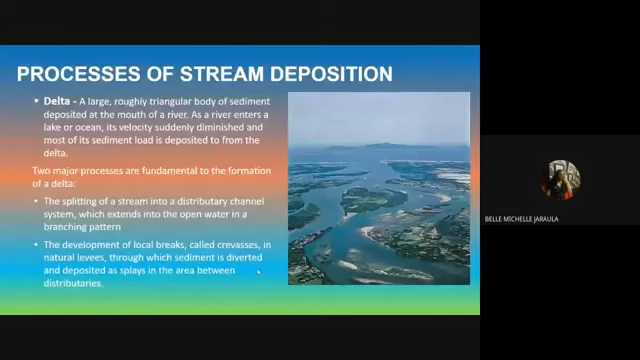 PROCESSES OF STREAM DEPOSITION
• Delta - A large, roughly triangular body of sediment
deposited at the mouth of a river. As a river enters a
lake or ocean, its velocity suddenly diminished and
most of its sediment load is deposited to from the
delta.
Two major processes are fundamental to the formation
of a delta:
• The splitting of a stream into a distributary channel
system, which extends into the open water in a
branching pattern
• The development of local breaks, called crevasses, in
natural levees, through which sediment is diverted
and deposited as splays in the area between
distributaries.
BELLE MICHELLE JARAULA